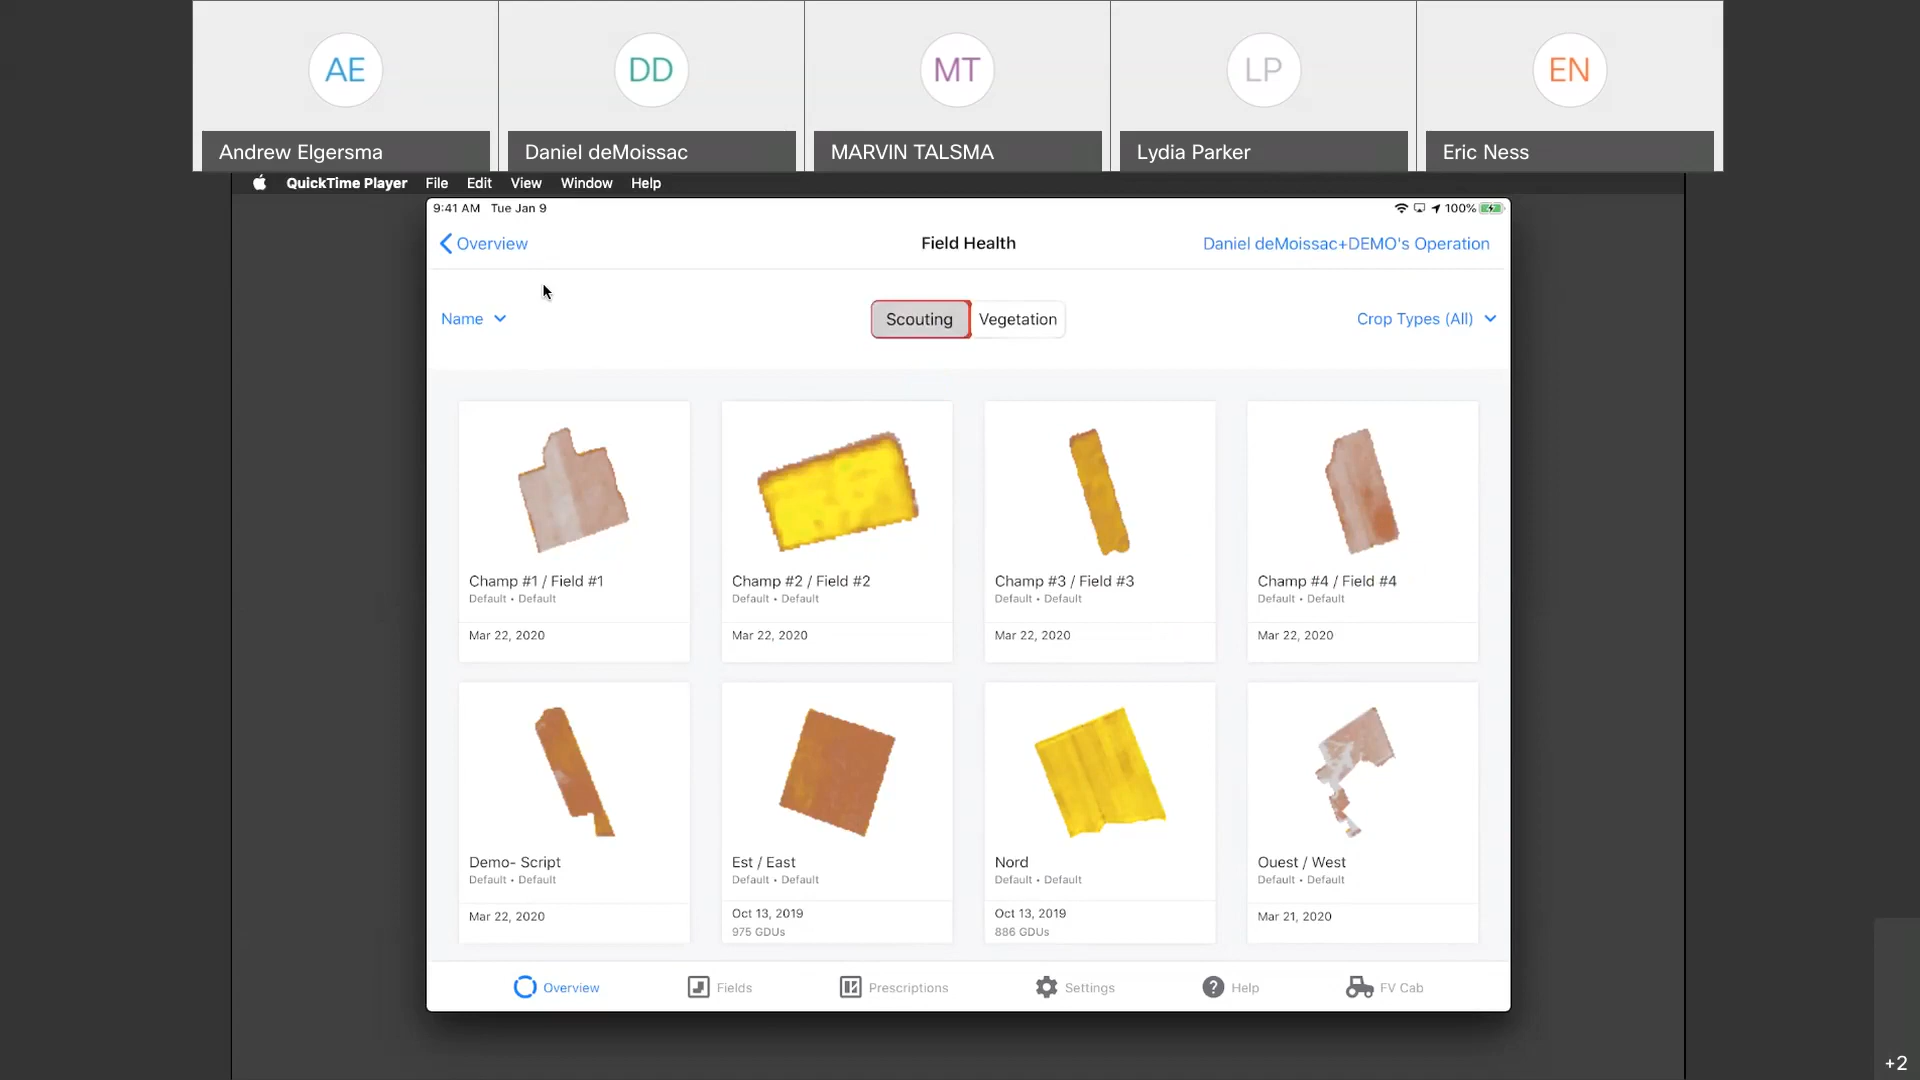 AE
DD
MT
LP
EN
Andrew Elgersma
Daniel deMoissac
MARVIN TALSMA
Lydia Parker
Eric Ness
QuickTime Player File Edit View Window Help
9:41 AM Tue Jan 9
100%
Overview
Field Health
Daniel deMoissac+DEMO's Operation
Name
Scouting
Vegetation
Crop Types (All)
Champ #1 / Field #1
Default • Default
Mar 22, 2020
Champ #2 / Field #2
Default • Default
Mar 22, 2020
Champ #3 / Field #3
Default • Default
Mar 22, 2020
Champ #4 / Field #4
Default • Default
Mar 22, 2020
Demo- Script
Default • Default
Mar 22, 2020
Est / East
Default • Default
Oct 13, 2019
975 GDUs
Nord
Default • Default
Oct 13, 2019
886 GDUs
Ouest / West
Default • Default
Mar 21, 2020
Overview
Fields
Prescriptions
Settings
Help
FV Cab
+2